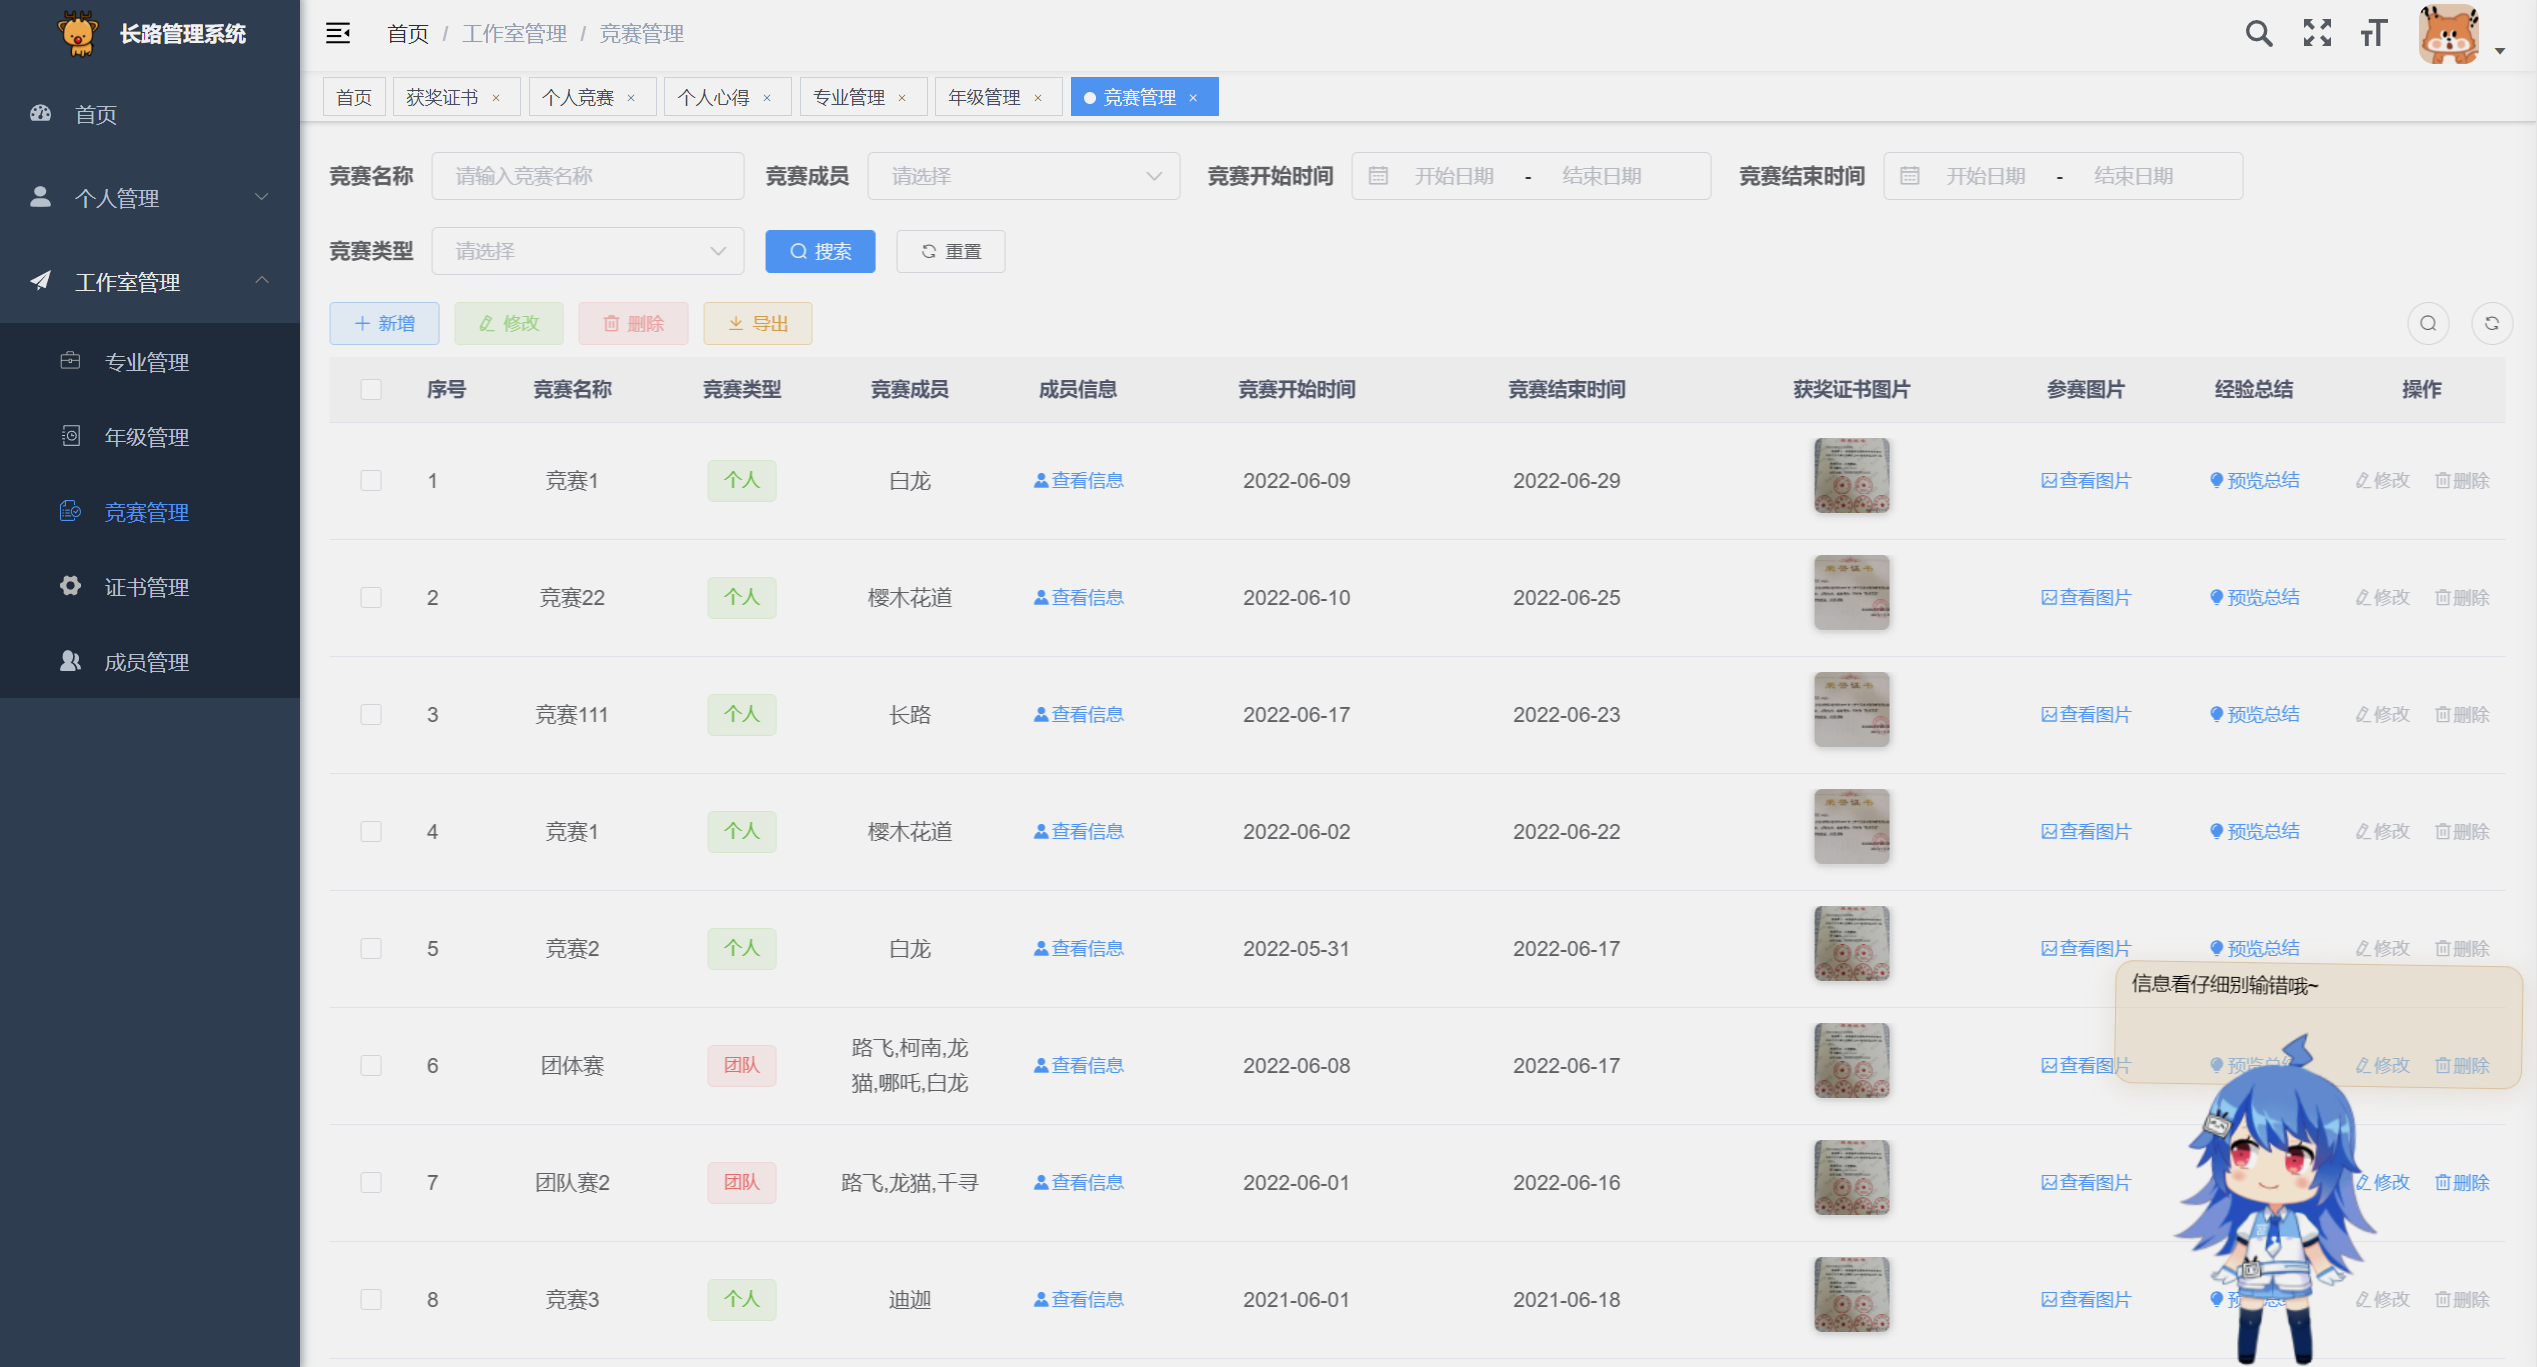 长路管理系统
首页
个人管理
工作室管理
专业管理
年级管理
竞赛管理
证书管理
成员管理
首页 / 工作室管理 / 竞赛管理
首页 获奖证书 × 个人竞赛 × 个人心得 × 专业管理 × 年级管理 × 竞赛管理 ×
竞赛名称 请输入竞赛名称 竞赛成员 请选择 竞赛开始时间 开始日期 - 结束日期 竞赛结束时间 开始日期 - 结束日期
竞赛类型 请选择 搜索 重置
新增 修改 删除 导出
序号 竞赛名称 竞赛类型 竞赛成员 成员信息 竞赛开始时间 竞赛结束时间 获奖证书图片 参赛图片 经验总结 操作
1 竞赛1 个人 白龙 查看信息 2022-06-09 2022-06-29 查看图片 预览总结 修改 删除
2 竞赛22 个人 樱木花道 查看信息 2022-06-10 2022-06-25 查看图片 预览总结 修改 删除
3 竞赛111 个人 长路 查看信息 2022-06-17 2022-06-23 查看图片 预览总结 修改 删除
4 竞赛1 个人 樱木花道 查看信息 2022-06-02 2022-06-22 查看图片 预览总结 修改 删除
5 竞赛2 个人 白龙 查看信息 2022-05-31 2022-06-17 查看图片 预览总结 修改 删除
信息看仔细别输错哦~
6 团体赛 团队 路飞,柯南,龙
猫,哪吒,白龙 查看信息 2022-06-08 2022-06-17 查看图片 预览总结 修改 删除
7 团队赛2 团队 路飞,龙猫,千寻 查看信息 2022-06-01 2022-06-16 查看图片 修改 删除
8 竞赛3 个人 迪迦 查看信息 2021-06-01 2021-06-18 查看图片 修改 删除